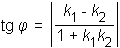 tg φ = | (k₁ - k₂) / (1 + k₁k₂) |